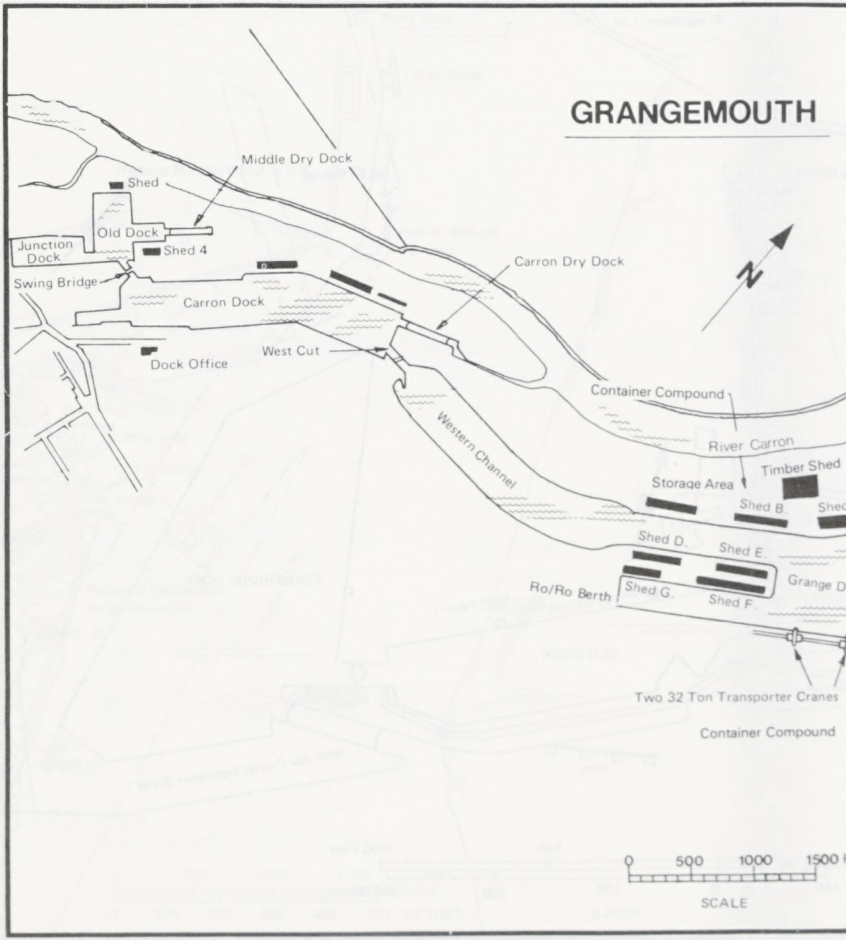 GRANGEMOUTH
Middle Dry Dock
Shed
Old Dock
Junction
Dock
Shed 4
Swing Bridge
Carron Dry Dock
Carron Dock
West Cut
Dock Office
N
Container Compound
River Carron
Western Channel
Timber Shed
Storage Area
Shed B.
Shed
Shed D.
Shed E.
Grange D
Ro/Ro Berth
Shed G.
Shed F.
Two 32 Ton Transporter Cranes
Container Compound
0 500 1000 1500 f
SCALE